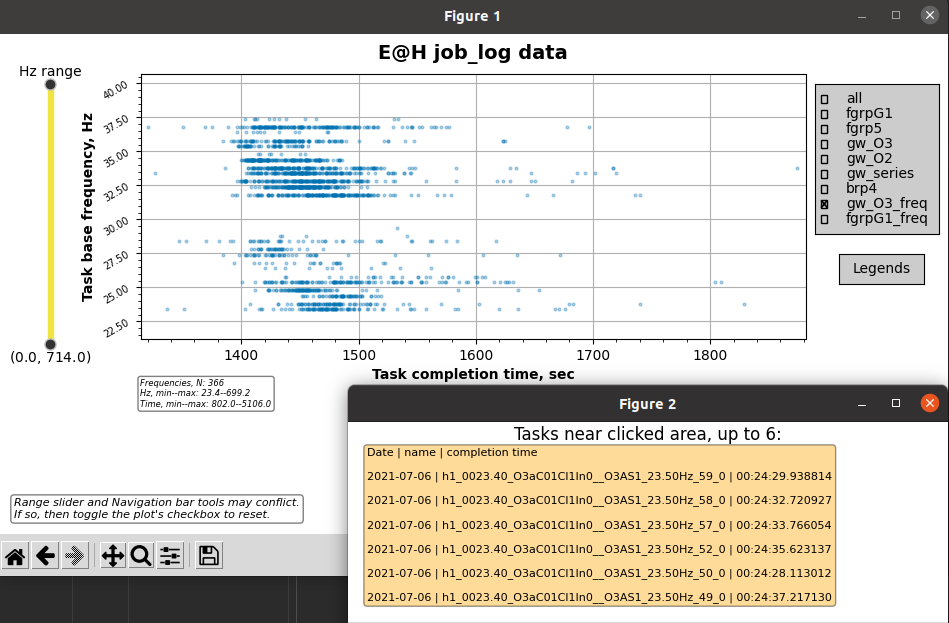 Figure 1
E@H job_log data
Hz range
(0.0, 714.0)
Task base frequency, Hz
40.00
37.50
35.00
32.50
30.00
27.50
25.00
22.50
1400
1500
1600
1700
1800
Task completion time, sec
all
fgrpG1
fgrp5
gw_O3
gw_O2
gw_series
brp4
gw_O3_freq
fgrpG1_freq
Legends
Frequencies, N: 366
Hz, min--max: 23.4--699.2
Time, min--max: 802.0--5106.0
Range slider and Navigation bar tools may conflict.
If so, then toggle the plot's checkbox to reset.
Figure 2
Tasks near clicked area, up to 6:
Date | name | completion time
2021-07-06 | h1_0023.40_O3aC01Cl1In0__O3AS1_23.50Hz_59_0 | 00:24:29.938814
2021-07-06 | h1_0023.40_O3aC01Cl1In0__O3AS1_23.50Hz_58_0 | 00:24:32.720927
2021-07-06 | h1_0023.40_O3aC01Cl1In0__O3AS1_23.50Hz_57_0 | 00:24:33.766054
2021-07-06 | h1_0023.40_O3aC01Cl1In0__O3AS1_23.50Hz_52_0 | 00:24:35.623137
2021-07-06 | h1_0023.40_O3aC01Cl1In0__O3AS1_23.50Hz_50_0 | 00:24:28.113012
2021-07-06 | h1_0023.40_O3aC01Cl1In0__O3AS1_23.50Hz_49_0 | 00:24:37.217130